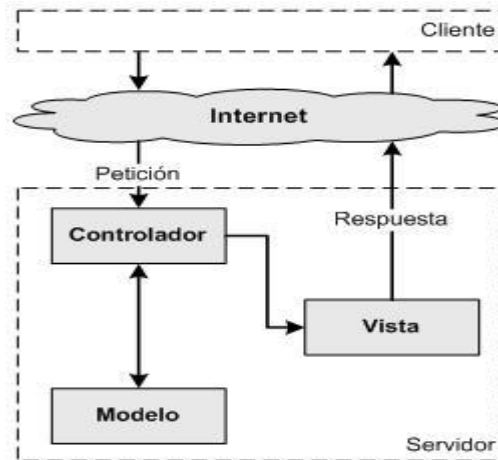 Cliente
Internet
Petición
Controlador
Respuesta
Vista
Modelo
Servidor